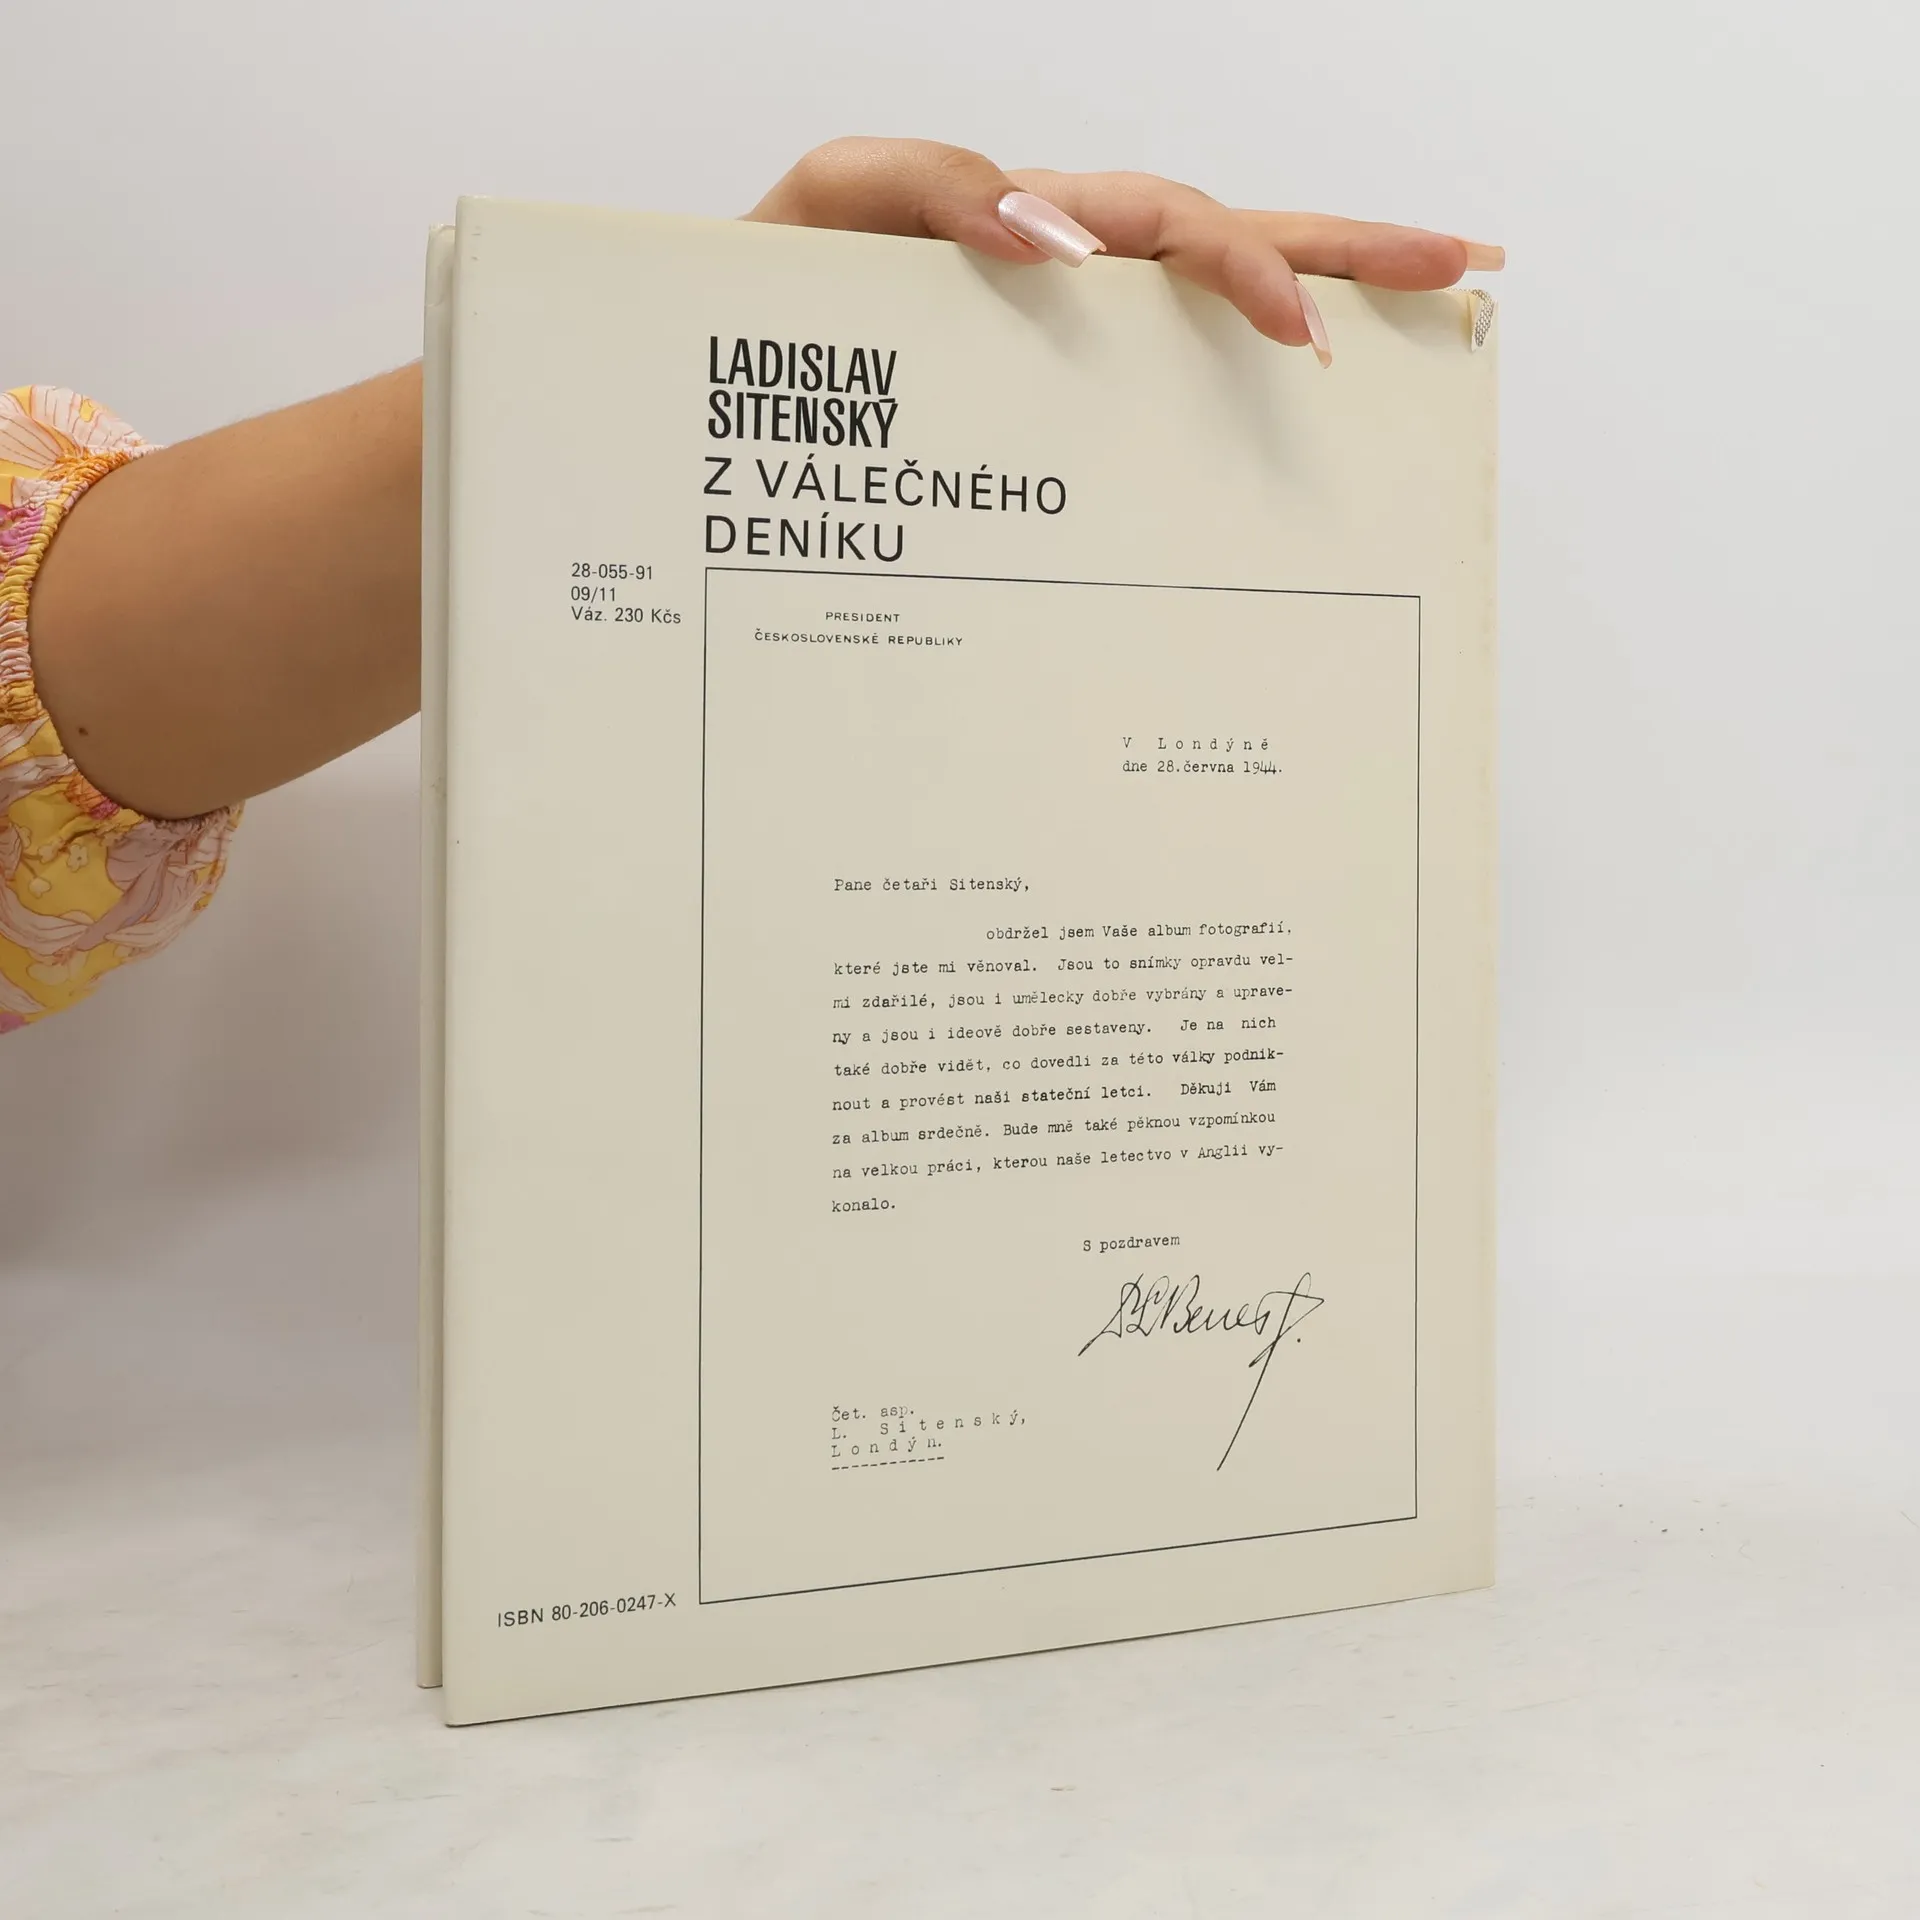 LADISLAV
SITENSKÝ
Z VÁLEČNÉHO
DENÍKU
28-055-91
09/11
Váz. 230 Kčs
PRESIDENT
ČESKOSLOVENSKÉ REPUBLIKY
V Londýně
dne 28.června 1944.
Pane četaři Sitenský,
obdržel jsem Vaše album fotografií,
které jste mi věnoval. Jsou to snímky opravdu vel-
mi zdařilé, jsou i umělecky dobře vybrány a uprave-
ny a jsou i ideově dobře sestaveny. Je na nich
také dobře vidět, co dovedli za této války podnik-
nout a provést naši stateční letci. Děkuji Vám
za album srdečně. Bude mně také pěknou vzpomínkou
na velkou práci, kterou naše letectvo v Anglii vy-
konalo.
S pozdravem
Benes
Čet. asp.
L. Sitenský,
Londýn.
ISBN 80-206-0247-X